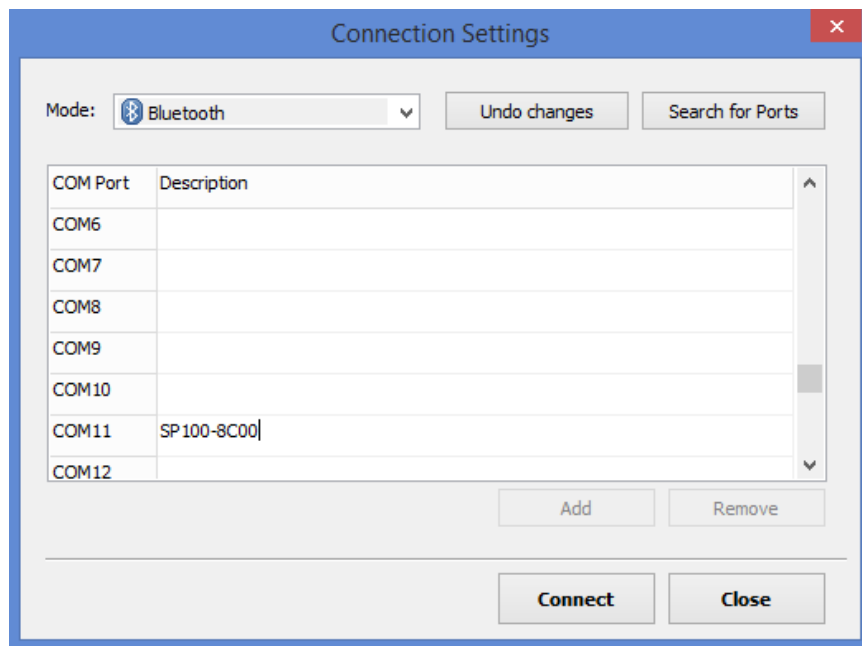 Connection Settings
Mode: Bluetooth Undo changes Search for Ports
COM Port Description
COM6
COM7
COM8
COM9
COM10
COM11 SP100-8C00
COM12
Add Remove
Connect Close